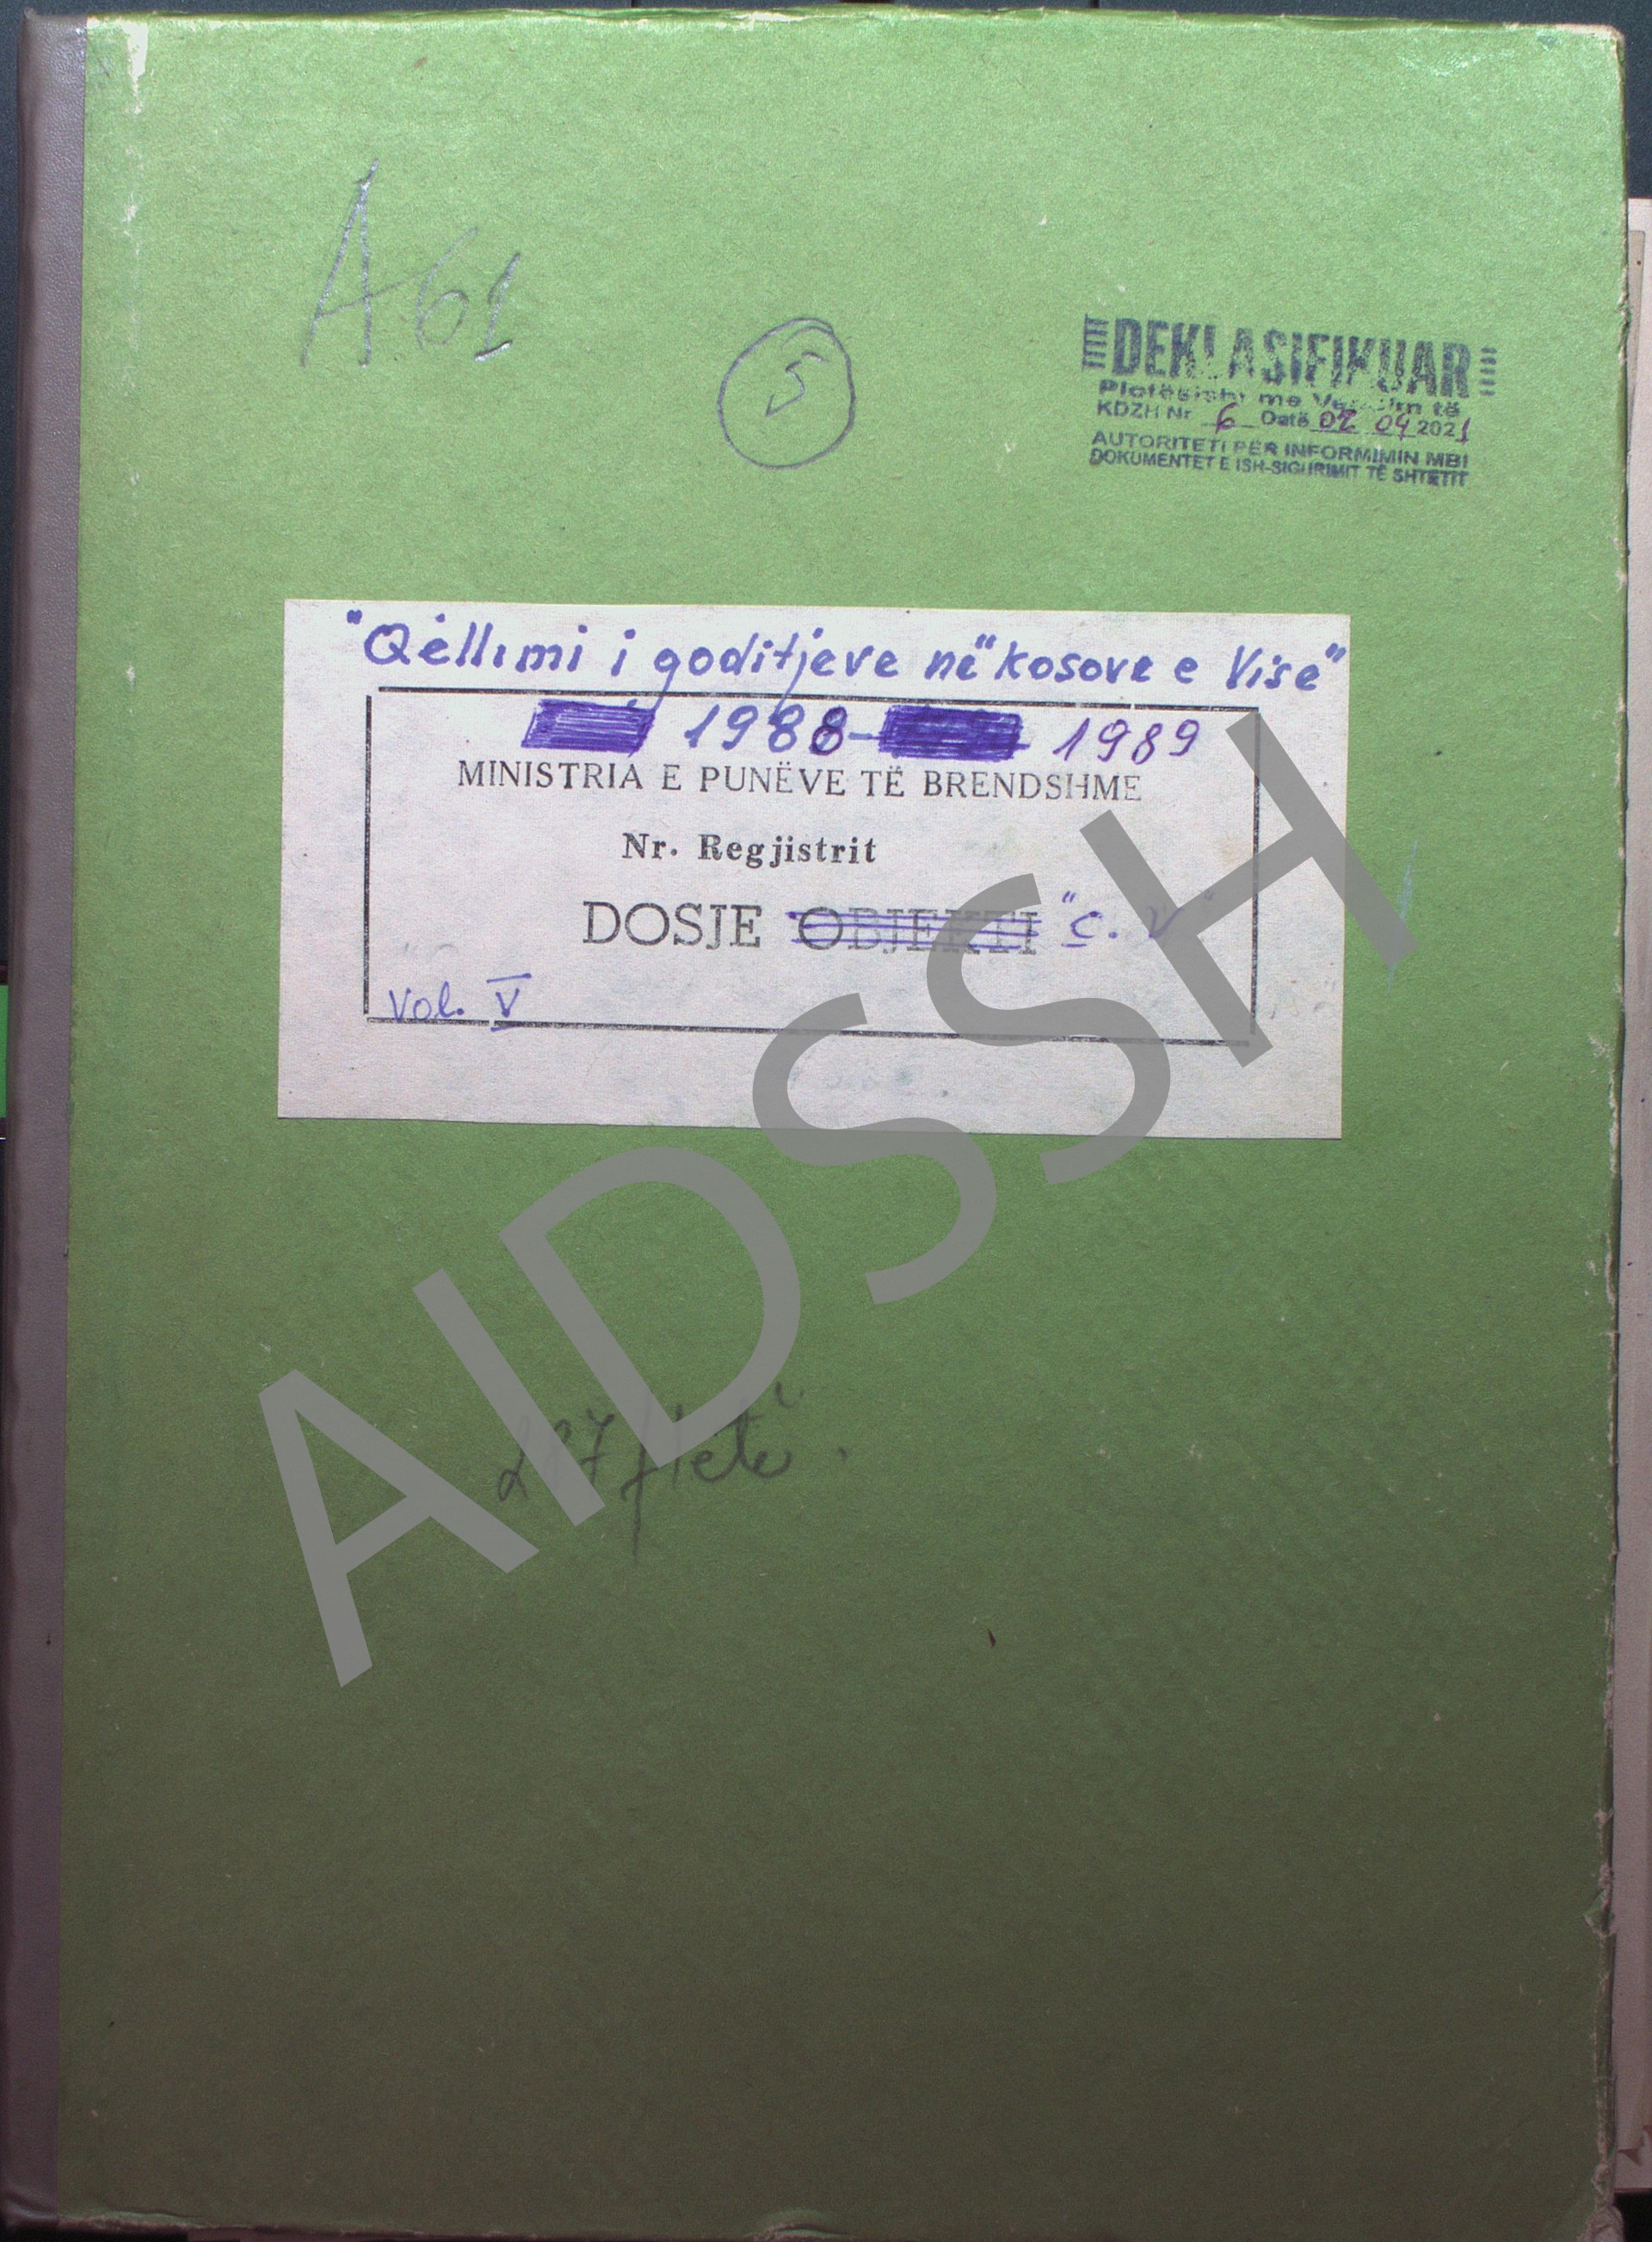 A61
5
DEKLASIFIKUAR
Plotësisht me Vendim të
KDZH Nr 6 Datë 02 04 2021
AUTORITETI PËR INFORMIMIN MBI
DOKUMENTET E ISH-SIGURIMIT TË SHTETIT
"Qëllimi i goditjeve në "Kosovë e Vise"
1988- 1989
MINISTRIA E PUNËVE TË BRENDSHME
Nr. Regjistrit
DOSJE OBJEKTI "C. V"
Vol. V
fletë.
AIDSSH